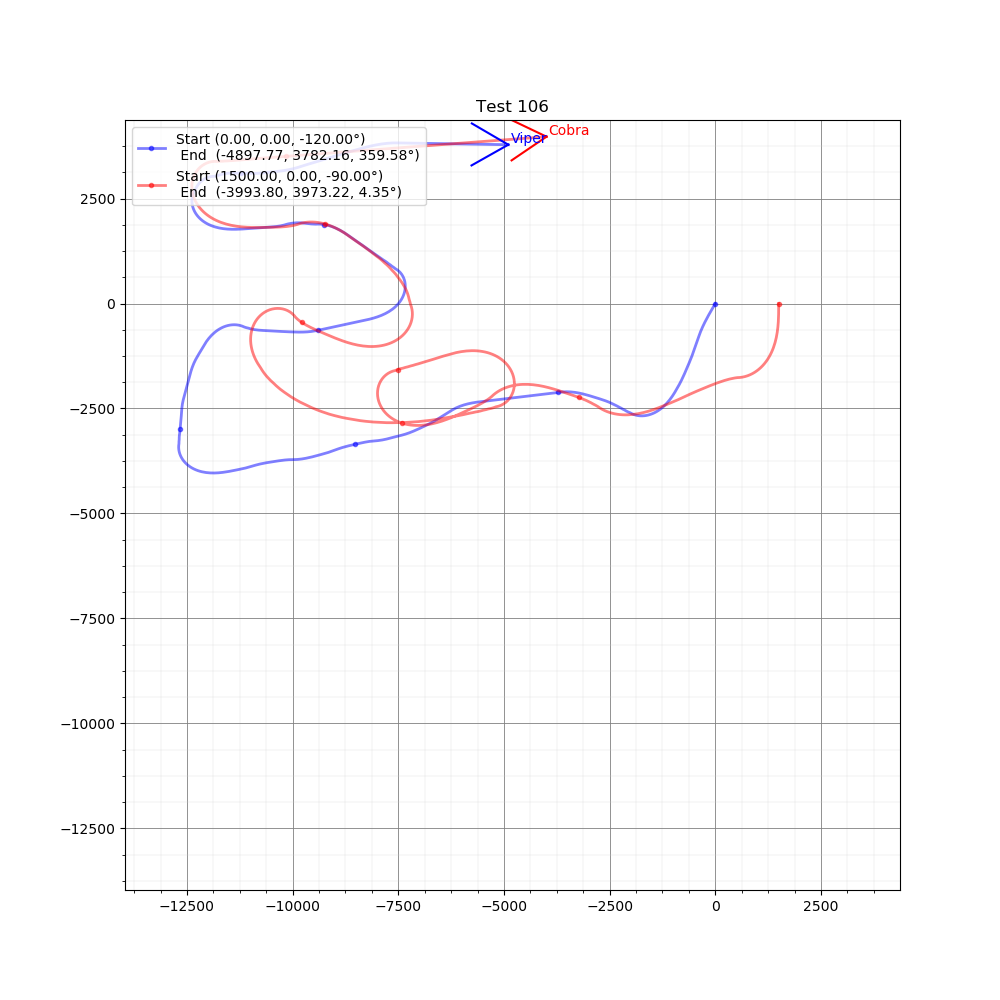 Test 106
Start (0.00, 0.00, -120.00°)
End (-4897.77, 3782.16, 359.58°)
Start (1500.00, 0.00, -90.00°)
End (-3993.80, 3973.22, 4.35°)
Viper
Cobra
2500
0
−2500
−5000
−7500
−10000
−12500
−12500
−10000
−7500
−5000
−2500
0
2500